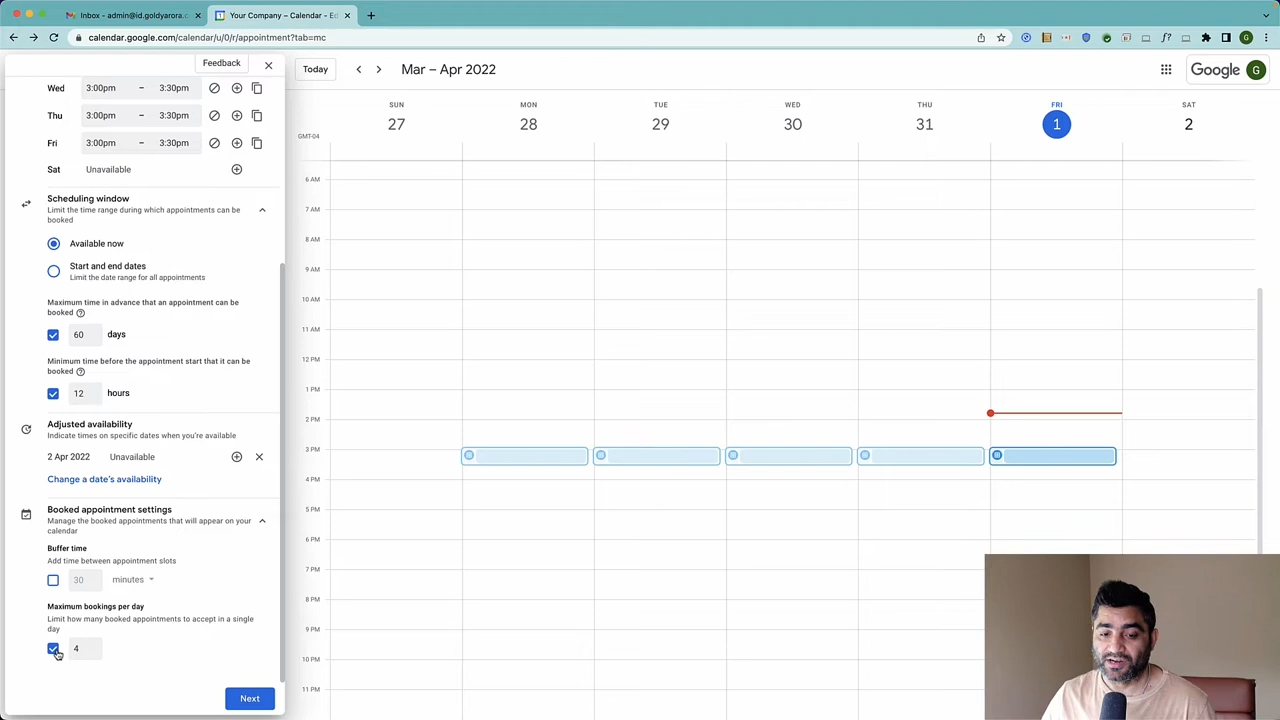 Inbox - admin@id.goldyarora.c
Your Company – Calendar - Ed
calendar.google.com/calendar/u/0/r/appointment?tab=mc
Feedback
Today
Mar – Apr 2022
Google
G
Wed 3:00pm – 3:30pm
Thu 3:00pm – 3:30pm
Fri 3:00pm – 3:30pm
Sat Unavailable
Scheduling window
Limit the time range during which appointments can be
booked
Available now
Start and end dates
Limit the date range for all appointments
Maximum time in advance that an appointment can be
booked
60 days
Minimum time before the appointment start that it can be
booked
12 hours
Adjusted availability
Indicate times on specific dates when you're available
2 Apr 2022 Unavailable
Change a date's availability
Booked appointment settings
Manage the booked appointments that will appear on your
calendar
Buffer time
Add time between appointment slots
30 minutes
Maximum bookings per day
Limit how many booked appointments to accept in a single
day
4
Next
SUN MON TUE WED THU FRI SAT
27 28 29 30 31 1 2
GMT-04
6 AM
7 AM
8 AM
9 AM
10 AM
11 AM
12 PM
1 PM
2 PM
3 PM
4 PM
5 PM
6 PM
7 PM
8 PM
9 PM
10 PM
11 PM